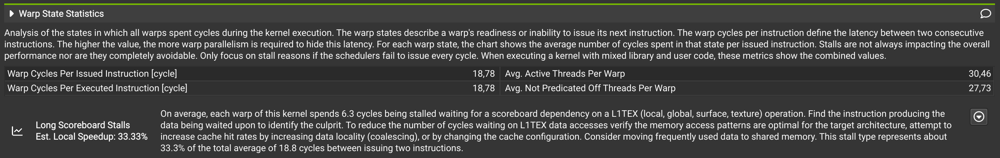 Warp State Statistics
Analysis of the states in which all warps spent cycles during the kernel execution. The warp states describe a warp's readiness or inability to issue its next instruction. The warp cycles per instruction define the latency between two consecutive
instructions. The higher the value, the more warp parallelism is required to hide this latency. For each warp state, the chart shows the average number of cycles spent in that state per issued instruction. Stalls are not always impacting the overall
performance nor are they completely avoidable. Only focus on stall reasons if the schedulers fail to issue every cycle. When executing a kernel with mixed library and user code, these metrics show the combined values.
Warp Cycles Per Issued Instruction [cycle] 18,78 Avg. Active Threads Per Warp 30,46
Warp Cycles Per Executed Instruction [cycle] 18,78 Avg. Not Predicated Off Threads Per Warp 27,73
Long Scoreboard Stalls
Est. Local Speedup: 33.33%
On average, each warp of this kernel spends 6.3 cycles being stalled waiting for a scoreboard dependency on a L1TEX (local, global, surface, texture) operation. Find the instruction producing the
data being waited upon to identify the culprit. To reduce the number of cycles waiting on L1TEX data accesses verify the memory access patterns are optimal for the target architecture, attempt to
increase cache hit rates by increasing data locality (coalescing), or by changing the cache configuration. Consider moving frequently used data to shared memory. This stall type represents about
33.3% of the total average of 18.8 cycles between issuing two instructions.